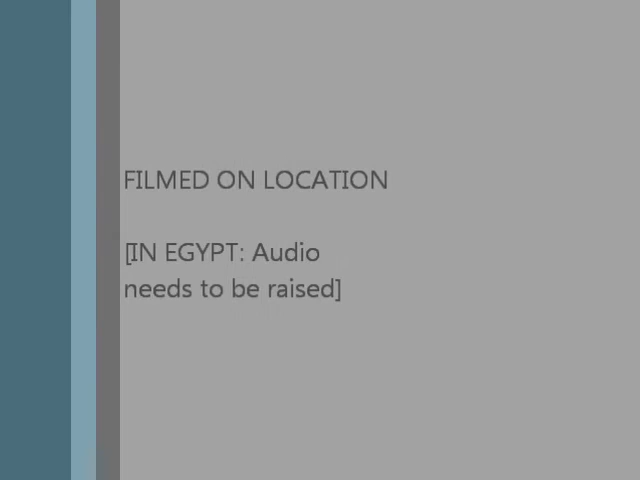 FILMED ON LOCATION
[IN EGYPT: Audio
needs to be raised]